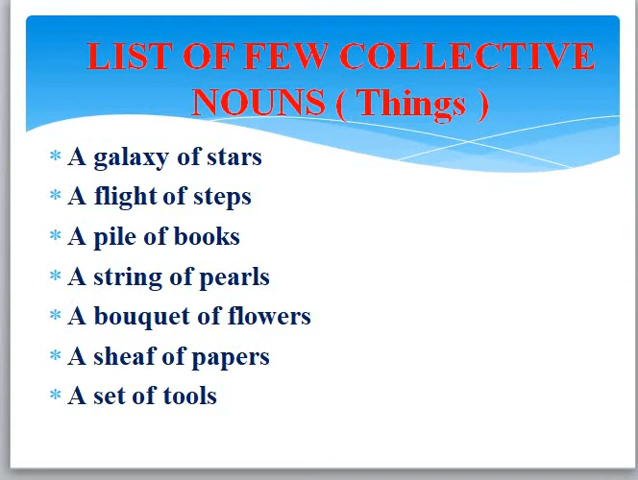 LIST OF FEW COLLECTIVE
NOUNS ( Things )
* A galaxy of stars
* A flight of steps
* A pile of books
* A string of pearls
* A bouquet of flowers
* A sheaf of papers
* A set of tools